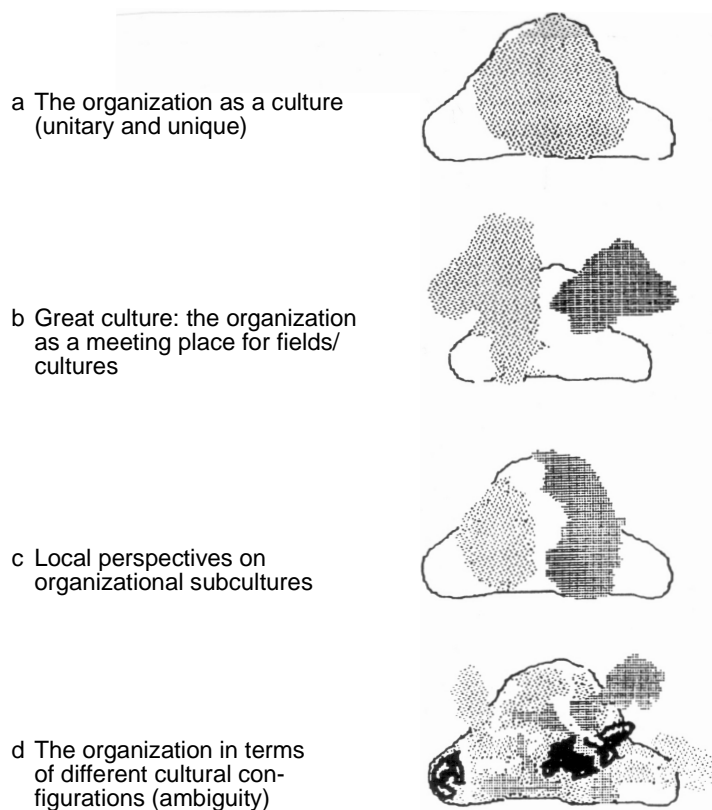 a The organization as a culture
(unitary and unique)
b Great culture: the organization
as a meeting place for fields/
cultures
c Local perspectives on
organizational subcultures
d The organization in terms
of different cultural con-
figurations (ambiguity)